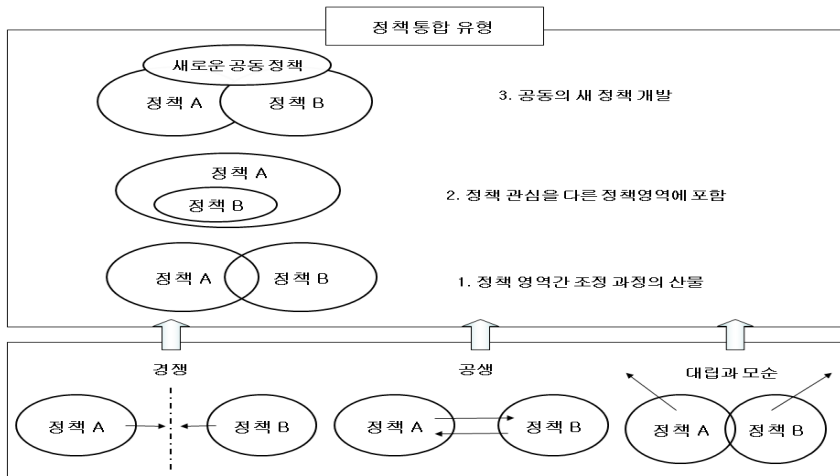 정책통합 유형
새로운 공동 정책
정책 A 정책 B
3. 공동의 새 정책 개발
정책 A
정책 B
2. 정책 관심을 다른 정책영역에 포함
정책 A 정책 B
1. 정책 영역간 조정 과정의 산물
경쟁 공생 대립과 모순
정책 A 정책 B 정책 A 정책 B 정책 A 정책 B